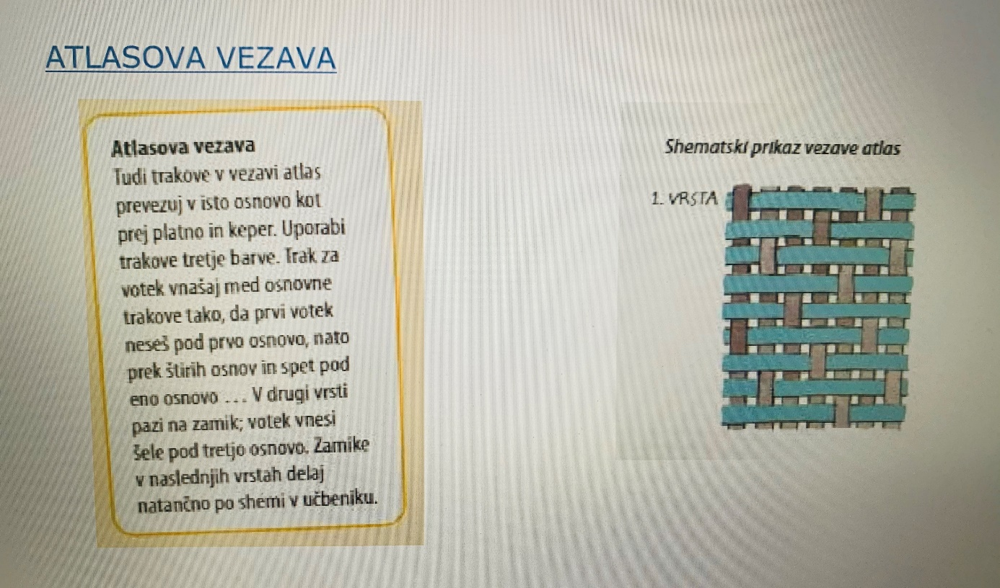 ATLASOVA VEZAVA
Atlasova vezava
Tudi trakove v vezavi atlas
prevezuj v isto osnovo kot
prej platno in keper. Uporabi
trakove tretje barve. Trak za
votek vnašaj med osnovne
trakove tako, da prvi votek
neseš pod prvo osnovo, nato
prek štirih osnov in spet pod
eno osnovo ... V drugi vrsti
pazi na zamik; votek vnesi
šele pod tretjo osnovo. Zamike
v naslednjih vrstah delaj
natančno po shemi v učbeniku.
Shematski prikaz vezave atlas
1. VRSTA